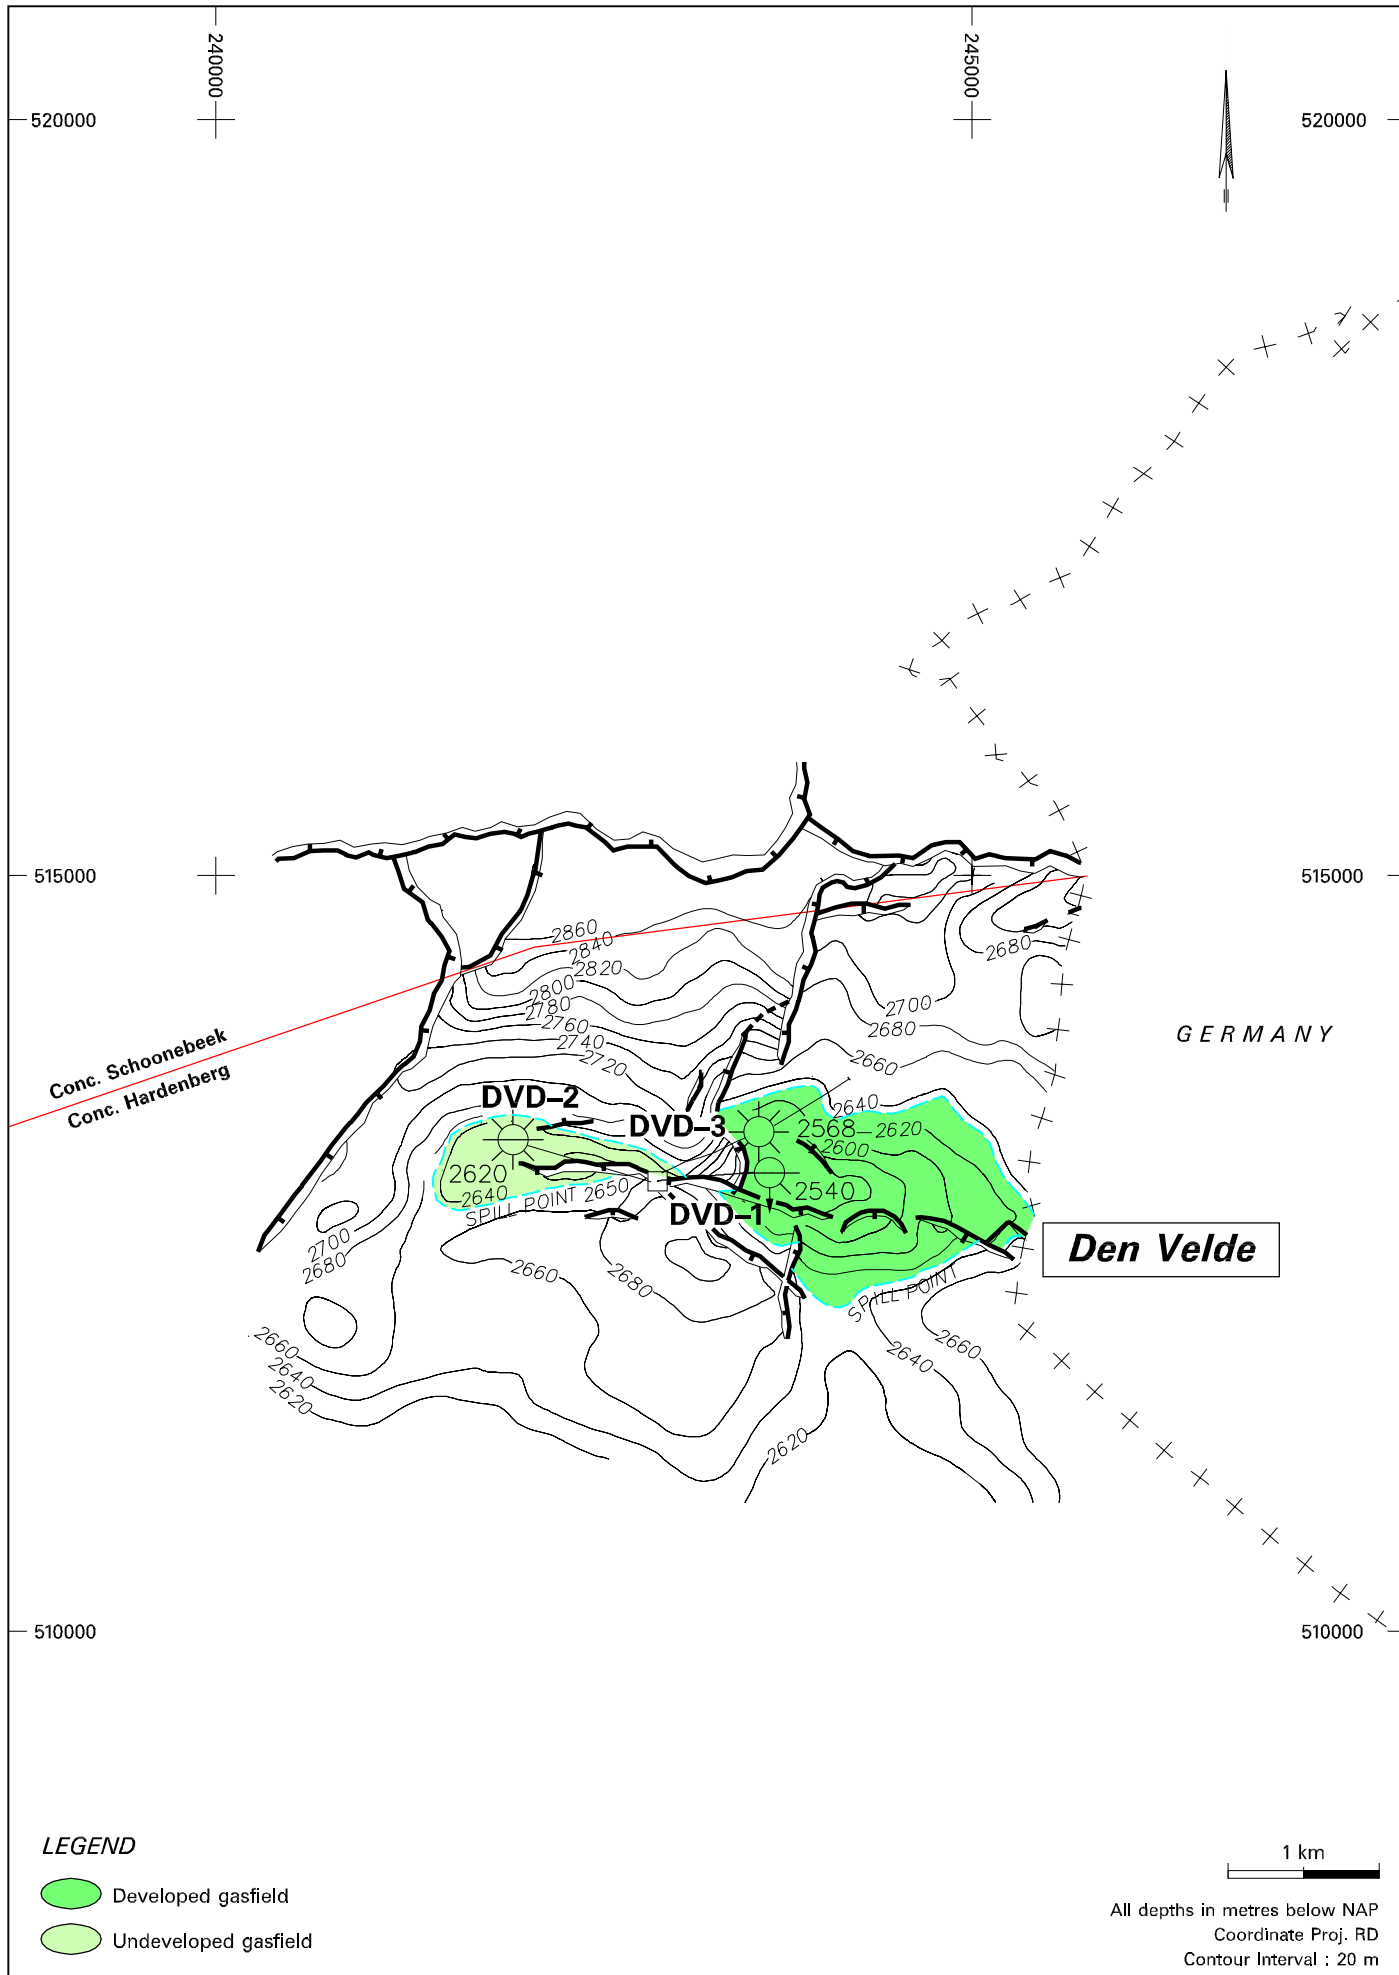 240000
245000
520000
520000
515000
515000
2860
2840
2820
2800
2780
2760
2740
2720
2680
2700
2680
2660
GERMANY
Conc. Schoonebeek
Conc. Hardenberg
DVD–2
DVD–3
2640
2568
2620
2600
2620
2640
SPILL POINT 2650
2540
DVD–1
Den Velde
2700
2680
2660
2680
SPILL POINT
2660
2640
2620
2660
2640
2620
510000
510000
LEGEND
Developed gasfield
Undeveloped gasfield
1 km
All depths in metres below NAP
Coordinate Proj. RD
Contour Interval : 20 m